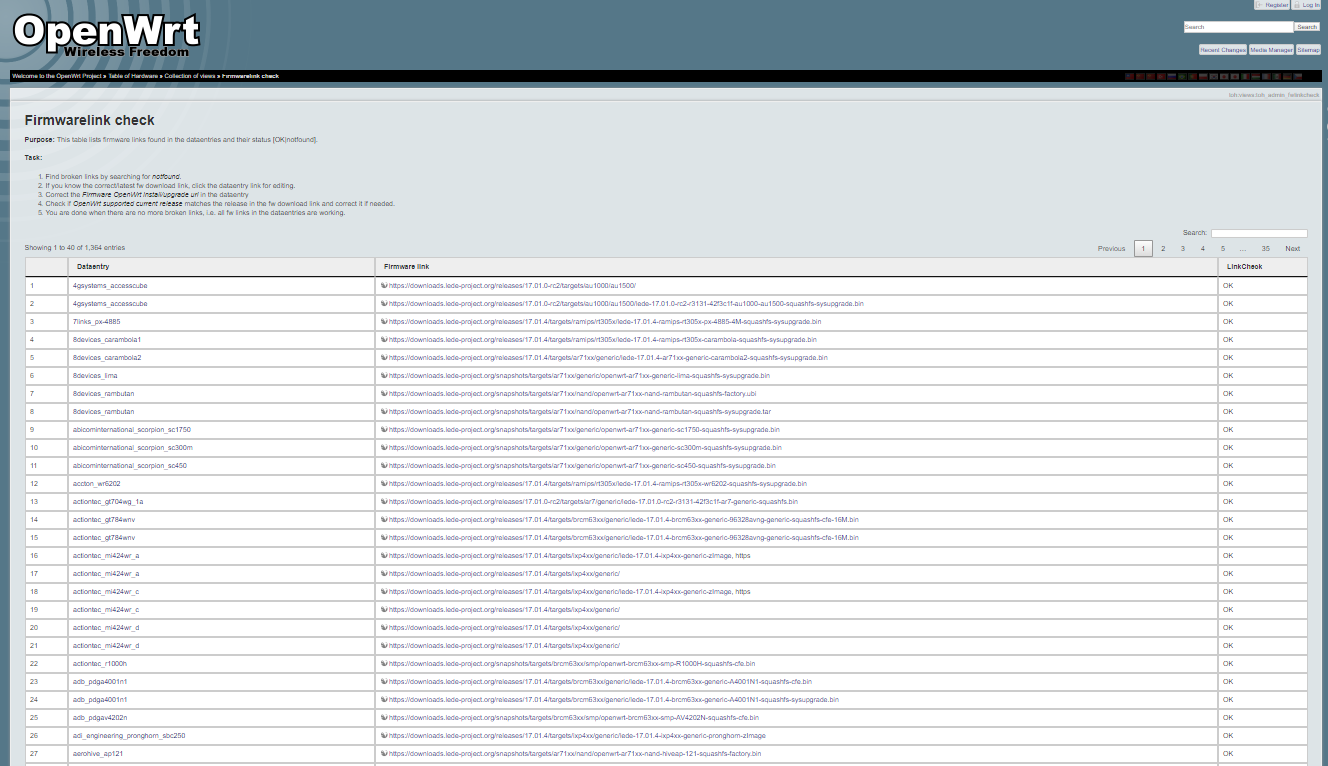 Register Log In
OpenWrt
Wireless Freedom
Search Search
Recent Changes Media Manager Sitemap
Welcome to the OpenWrt Project » Table of Hardware » Collection of views » Firmwarelink check
toh:views:toh_admin_fwlinkcheck
Firmwarelink check
Purpose: This table lists firmware links found in the dataentries and their status [OK|notfound].
Task:
1. Find broken links by searching for notfound.
2. If you know the correct/latest fw download link, click the dataentry link for editing.
3. Correct the Firmware OpenWrt Install/upgrade url in the dataentry
4. Check if OpenWrt supported current release matches the release in the fw download link and correct it if needed.
5. You are done when there are no more broken links, i.e. all fw links in the dataentries are working.
Search:
Showing 1 to 40 of 1,364 entries Previous 1 2 3 4 5 ... 35 Next
Dataentry Firmware link LinkCheck
1 4gsystems_accesscube https://downloads.lede-project.org/releases/17.01.0-rc2/targets/au1000/au1500/ OK
2 4gsystems_accesscube https://downloads.lede-project.org/releases/17.01.0-rc2/targets/au1000/au1500/lede-17.01.0-rc2-r3131-42f3c1f-au1000-au1500-squashfs-sysupgrade.bin OK
3 7links_px-4885 https://downloads.lede-project.org/releases/17.01.4/targets/ramips/rt305x/lede-17.01.4-ramips-rt305x-px-4885-4M-squashfs-sysupgrade.bin OK
4 8devices_carambola1 https://downloads.lede-project.org/releases/17.01.4/targets/ramips/rt305x/lede-17.01.4-ramips-rt305x-carambola-squashfs-sysupgrade.bin OK
5 8devices_carambola2 https://downloads.lede-project.org/releases/17.01.4/targets/ar71xx/generic/lede-17.01.4-ar71xx-generic-carambola2-squashfs-sysupgrade.bin OK
6 8devices_lima https://downloads.lede-project.org/snapshots/targets/ar71xx/generic/openwrt-ar71xx-generic-lima-squashfs-sysupgrade.bin OK
7 8devices_rambutan https://downloads.lede-project.org/snapshots/targets/ar71xx/nand/openwrt-ar71xx-nand-rambutan-squashfs-factory.ubi OK
8 8devices_rambutan https://downloads.lede-project.org/snapshots/targets/ar71xx/nand/openwrt-ar71xx-nand-rambutan-squashfs-sysupgrade.tar OK
9 abicominternational_scorpion_sc1750 https://downloads.lede-project.org/snapshots/targets/ar71xx/generic/openwrt-ar71xx-generic-sc1750-squashfs-sysupgrade.bin OK
10 abicominternational_scorpion_sc300m https://downloads.lede-project.org/snapshots/targets/ar71xx/generic/openwrt-ar71xx-generic-sc300m-squashfs-sysupgrade.bin OK
11 abicominternational_scorpion_sc450 https://downloads.lede-project.org/snapshots/targets/ar71xx/generic/openwrt-ar71xx-generic-sc450-squashfs-sysupgrade.bin OK
12 accton_wr6202 https://downloads.lede-project.org/releases/17.01.4/targets/ramips/rt305x/lede-17.01.4-ramips-rt305x-wr6202-squashfs-sysupgrade.bin OK
13 actiontec_gt704wg_1a https://downloads.lede-project.org/releases/17.01.0-rc2/targets/ar7/generic/lede-17.01.0-rc2-r3131-42f3c1f-ar7-generic-squashfs.bin OK
14 actiontec_gt784wnv https://downloads.lede-project.org/releases/17.01.4/targets/brcm63xx/generic/lede-17.01.4-brcm63xx-generic-96328avng-generic-squashfs-cfe-16M.bin OK
15 actiontec_gt784wnv https://downloads.lede-project.org/releases/17.01.4/targets/brcm63xx/generic/lede-17.01.4-brcm63xx-generic-96328avng-generic-squashfs-cfe-16M.bin OK
16 actiontec_mi424wr_a https://downloads.lede-project.org/releases/17.01.4/targets/ixp4xx/generic/lede-17.01.4-ixp4xx-generic-zImage, https OK
17 actiontec_mi424wr_a https://downloads.lede-project.org/releases/17.01.4/targets/ixp4xx/generic/ OK
18 actiontec_mi424wr_c https://downloads.lede-project.org/releases/17.01.4/targets/ixp4xx/generic/lede-17.01.4-ixp4xx-generic-zImage, https OK
19 actiontec_mi424wr_c https://downloads.lede-project.org/releases/17.01.4/targets/ixp4xx/generic/ OK
20 actiontec_mi424wr_d https://downloads.lede-project.org/releases/17.01.4/targets/ixp4xx/generic/ OK
21 actiontec_mi424wr_d https://downloads.lede-project.org/releases/17.01.4/targets/ixp4xx/generic/ OK
22 actiontec_r1000h https://downloads.lede-project.org/snapshots/targets/brcm63xx/smp/openwrt-brcm63xx-smp-R1000H-squashfs-cfe.bin OK
23 adb_pdga4001n1 https://downloads.lede-project.org/releases/17.01.4/targets/brcm63xx/generic/lede-17.01.4-brcm63xx-generic-A4001N1-squashfs-cfe.bin OK
24 adb_pdga4001n1 https://downloads.lede-project.org/releases/17.01.4/targets/brcm63xx/generic/lede-17.01.4-brcm63xx-generic-A4001N1-squashfs-sysupgrade.bin OK
25 adb_pdgav4202n https://downloads.lede-project.org/snapshots/targets/brcm63xx/smp/openwrt-brcm63xx-smp-AV4202N-squashfs-cfe.bin OK
26 adi_engineering_pronghorn_sbc250 https://downloads.lede-project.org/releases/17.01.4/targets/ixp4xx/generic/lede-17.01.4-ixp4xx-generic-pronghorn-zImage OK
27 aerohive_ap121 https://downloads.lede-project.org/snapshots/targets/ar71xx/nand/openwrt-ar71xx-nand-hiveap-121-squashfs-factory.bin OK